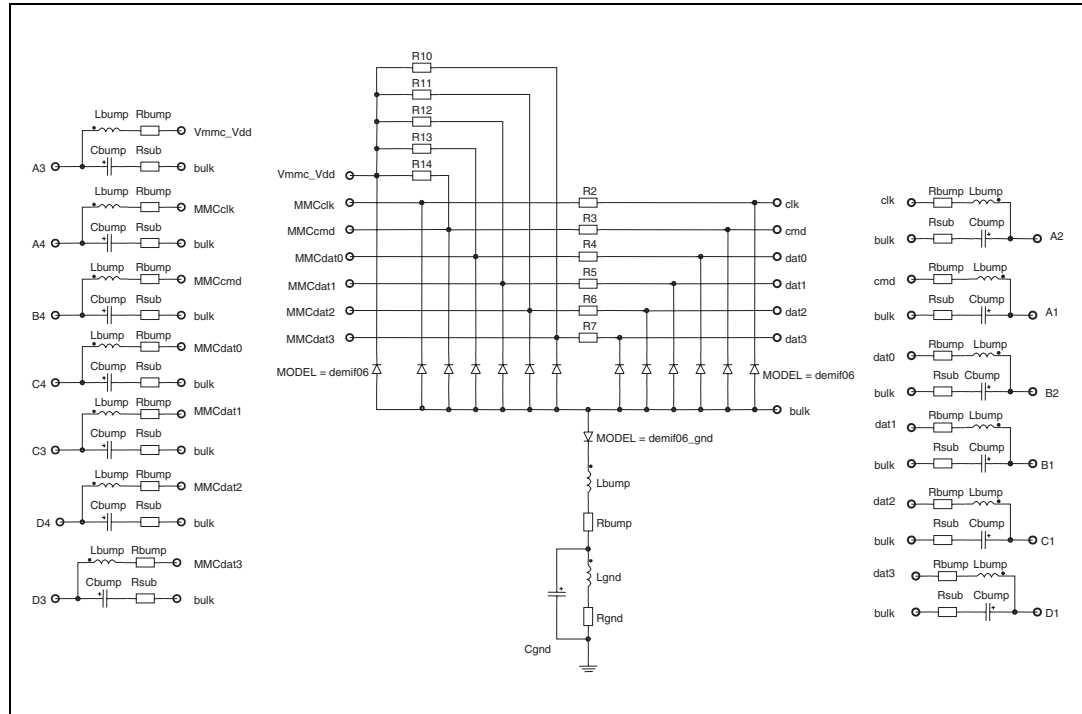 R10
R11
R12
R13
R14
Vmmc_Vdd
MMCclk
R2
clk
MMCcmd
R3
cmd
MMCdat0
R4
dat0
MMCdat1
R5
dat1
MMCdat2
R6
dat2
MMCdat3
R7
dat3
MODEL = demif06
MODEL = demif06
bulk
MODEL = demif06_gnd
Lbump
Rbump
Lgnd
Rgnd
Cgnd
Lbump Rbump
Vmmc_Vdd
Cbump Rsub
A3
bulk
Lbump Rbump
MMCclk
Cbump Rsub
A4
bulk
Lbump Rbump
MMCcmd
Cbump Rsub
B4
bulk
Lbump Rbump
MMCdat0
Cbump Rsub
C4
bulk
Lbump Rbump
MMCdat1
Cbump Rsub
C3
bulk
Lbump Rbump
MMCdat2
Cbump Rsub
D4
bulk
Lbump Rbump
MMCdat3
Cbump Rsub
D3
bulk
Rbump Lbump
clk
Rsub Cbump
bulk
A2
Rbump Lbump
cmd
Rsub Cbump
bulk
A1
Rbump Lbump
dat0
Rsub Cbump
bulk
B2
Rbump Lbump
dat1
Rsub Cbump
bulk
B1
Rbump Lbump
dat2
Rsub Cbump
bulk
C1
Rbump Lbump
dat3
Rsub Cbump
bulk
D1